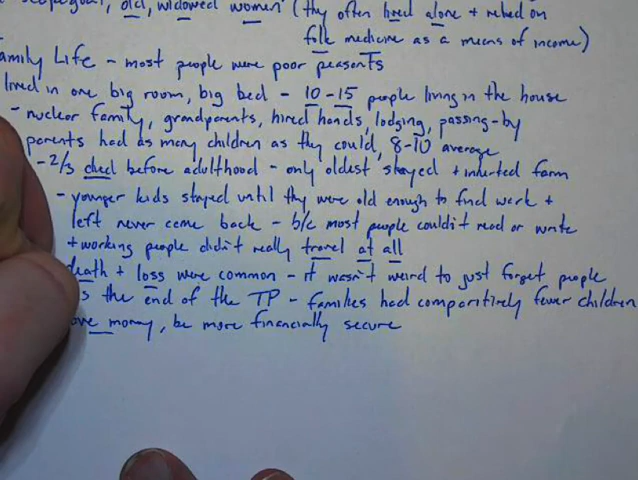 scapegoat, old, widowed women (they often lived alone + relied on
folk medicine as a means of income)
amily Life - most people were poor peasants
lived in one big room, big bed - 10-15 people living in the house
- nuclear family, grandparents, hired hands, lodging, passing-by
parents had as many children as they could, 8-10 average
- 2/3 died before adulthood - only oldest stayed + inherited farm
- younger kids stayed until they were old enough to find work +
left never come back - b/c most people couldn't read or write
+ working people didn't really travel at all
death + loss were common - it wasn't weird to just forget people
s the end of the TP - families had comparitively fewer children
ave money, be more financially secure